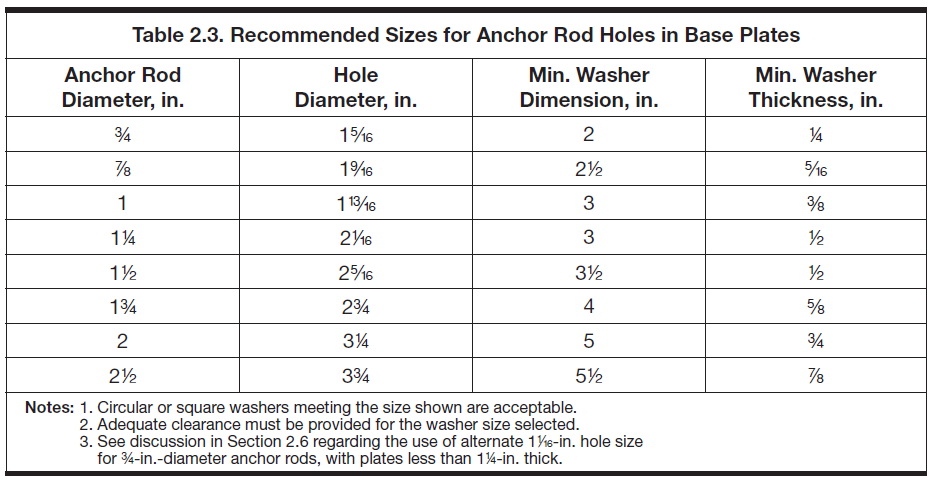 Table 2.3. Recommended Sizes for Anchor Rod Holes in Base Plates
Anchor Rod Diameter, in. Hole Diameter, in. Min. Washer Dimension, in. Min. Washer Thickness, in.
¾ 1 5⁄16 2 ¼
⅞ 1 9⁄16 2½ 5⁄16
1 1 13⁄16 3 ⅜
1¼ 2 1⁄16 3 ½
1½ 2 5⁄16 3½ ½
1¾ 2¾ 4 ⅝
2 3¼ 5 ¾
2½ 3¾ 5½ ⅞
Notes: 1. Circular or square washers meeting the size shown are acceptable.
2. Adequate clearance must be provided for the washer size selected.
3. See discussion in Section 2.6 regarding the use of alternate 1 1⁄16-in. hole size
for ¾-in.-diameter anchor rods, with plates less than 1¼-in. thick.